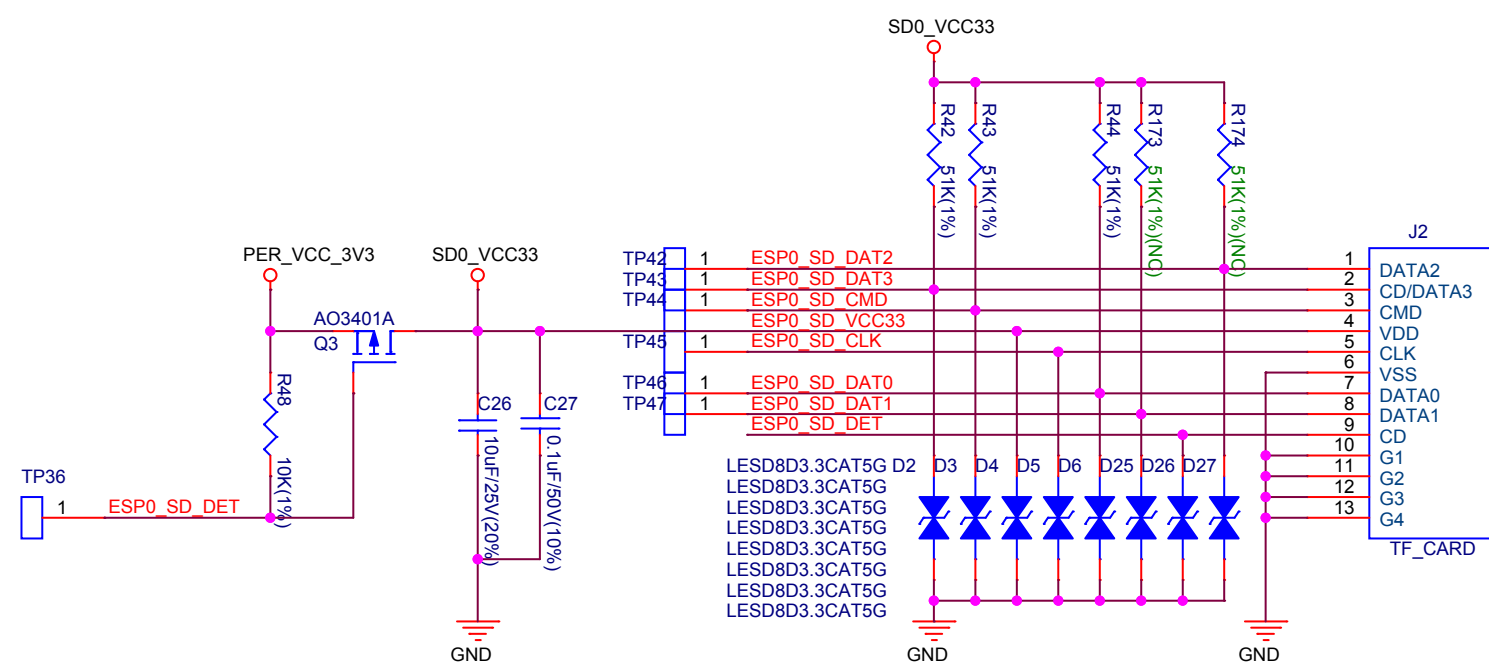 SD0_VCC33
R42
51K(1%)
R43
51K(1%)
R44
51K(1%)
R173
51K(1%)(NC)
R174
51K(1%)(NC)
PER_VCC_3V3
SD0_VCC33
AO3401A
Q3
R48
10K(1%)
TP36
1
ESP0_SD_DET
C26
10uF/25V(20%)
C27
0.1uF/50V(10%)
GND
TP42 1 ESP0_SD_DAT2
TP43 1 ESP0_SD_DAT3
TP44 1 ESP0_SD_CMD
ESP0_SD_VCC33
TP45 1 ESP0_SD_CLK
TP46 1 ESP0_SD_DAT0
TP47 1 ESP0_SD_DAT1
ESP0_SD_DET
J2
1 DATA2
2 CD/DATA3
3 CMD
4 VDD
5 CLK
6 VSS
7 DATA0
8 DATA1
9 CD
10 G1
11 G2
12 G3
13 G4
TF_CARD
LESD8D3.3CAT5G D2 D3 D4 D5 D6 D25 D26 D27
LESD8D3.3CAT5G
LESD8D3.3CAT5G
LESD8D3.3CAT5G
LESD8D3.3CAT5G
LESD8D3.3CAT5G
LESD8D3.3CAT5G
LESD8D3.3CAT5G
GND
GND